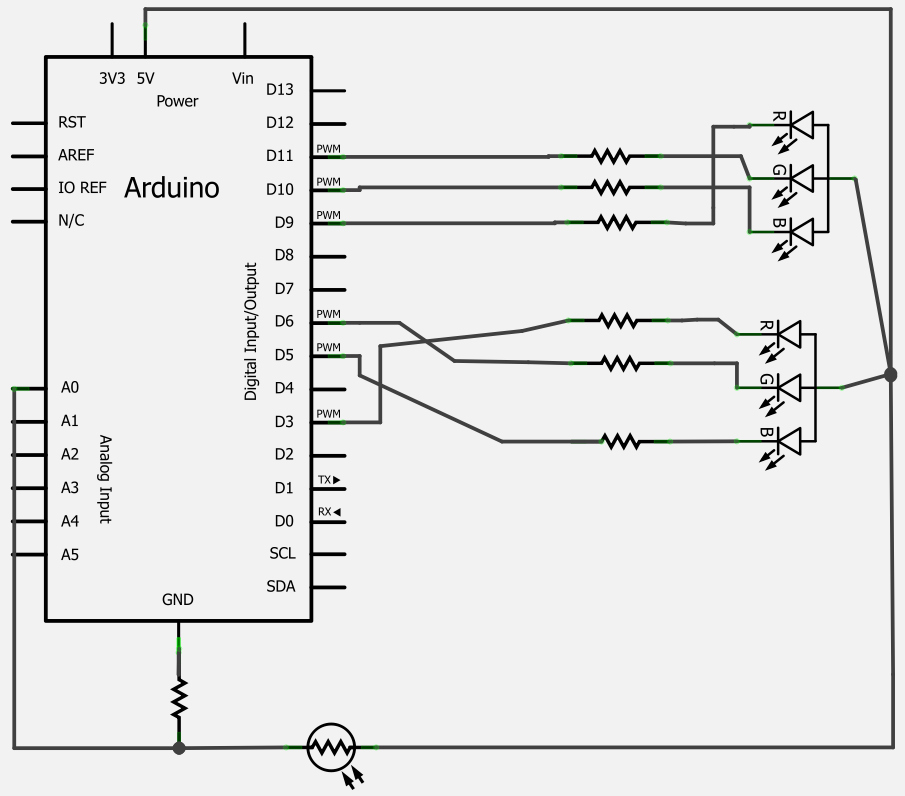 3V3 5V Vin
Power
RST
AREF
IO REF
N/C
Arduino
A0
A1
A2
A3
A4
A5
Analog Input
GND
Digital Input/Output
D13
D12
D11 PWM
D10 PWM
D9 PWM
D8
D7
D6 PWM
D5 PWM
D4
D3 PWM
D2
D1 TX
D0 RX
SCL
SDA
R
G
B
R
G
B